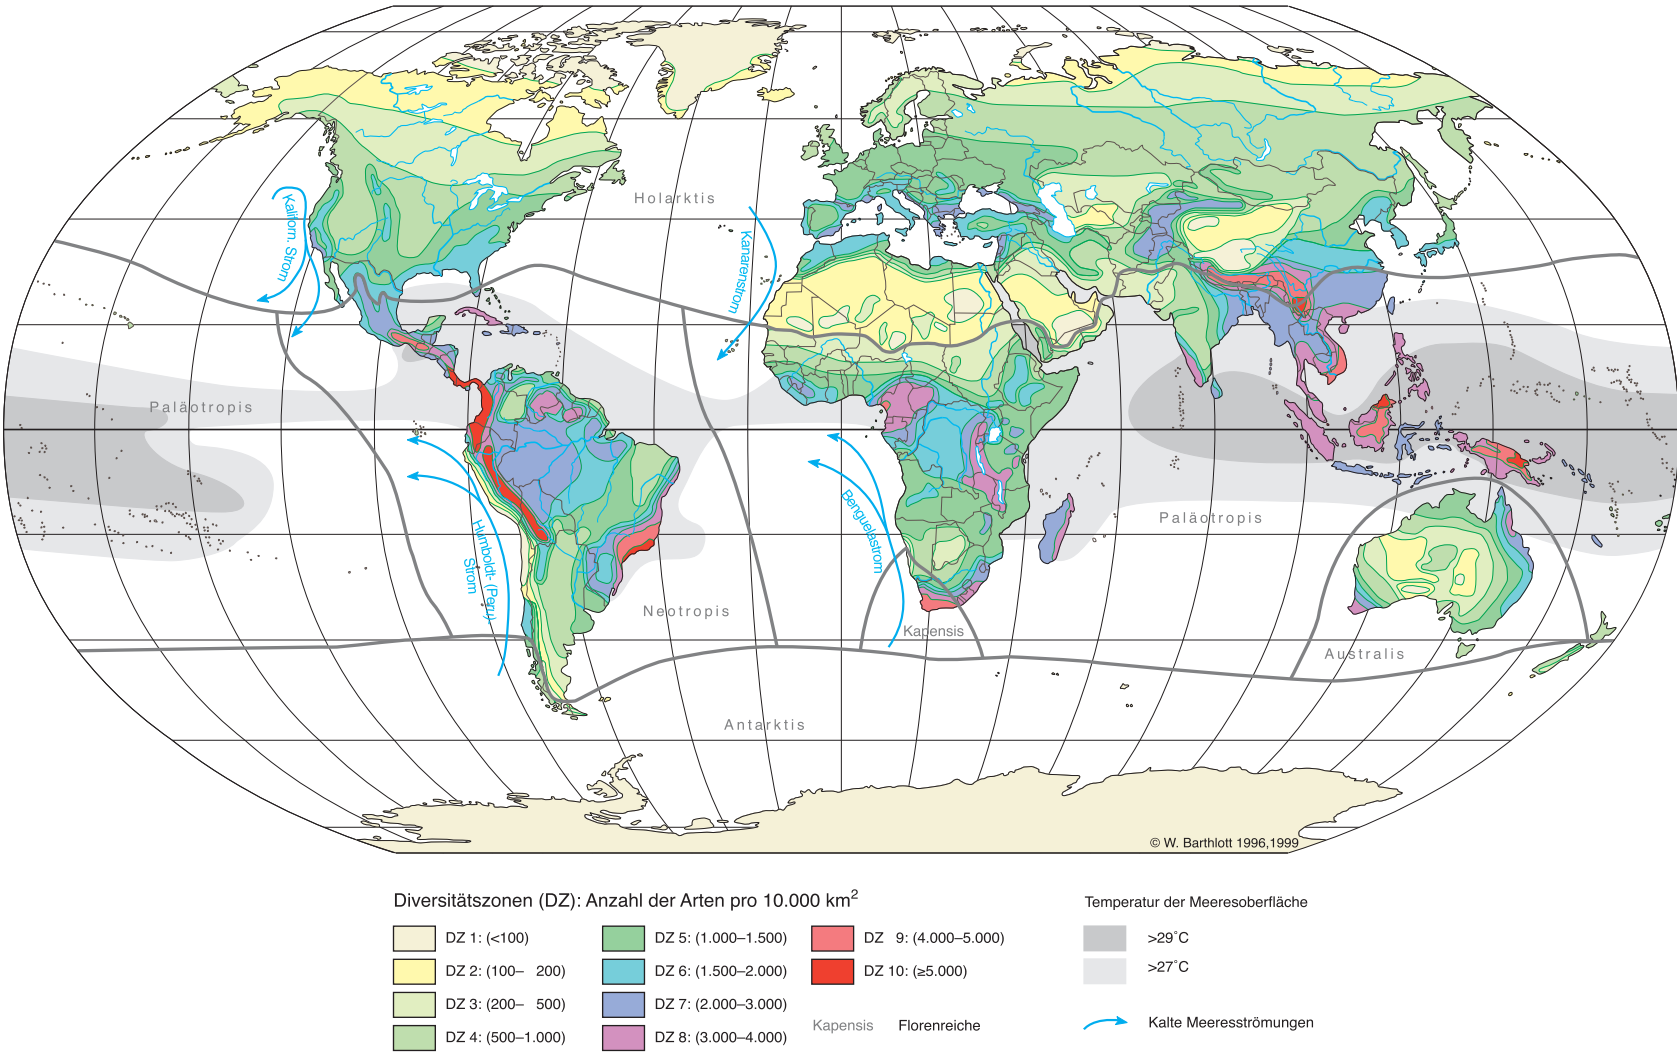 Holarktis
Kaliforn. Strom
Kanarenstrom
Paläotropis
Humboldt- (Peru)
Strom
Benguelastrom
Paläotropis
Neotropis
Kapensis
Australis
Antarktis
© W. Barthlott 1996,1999
Diversitätszonen (DZ): Anzahl der Arten pro 10.000 km²
DZ 1: (<100)
DZ 2: (100– 200)
DZ 3: (200– 500)
DZ 4: (500–1.000)
DZ 5: (1.000–1.500)
DZ 6: (1.500–2.000)
DZ 7: (2.000–3.000)
DZ 8: (3.000–4.000)
DZ 9: (4.000–5.000)
DZ 10: (≥5.000)
Kapensis Florenreiche
Temperatur der Meeresoberfläche
>29˚C
>27˚C
Kalte Meeresströmungen